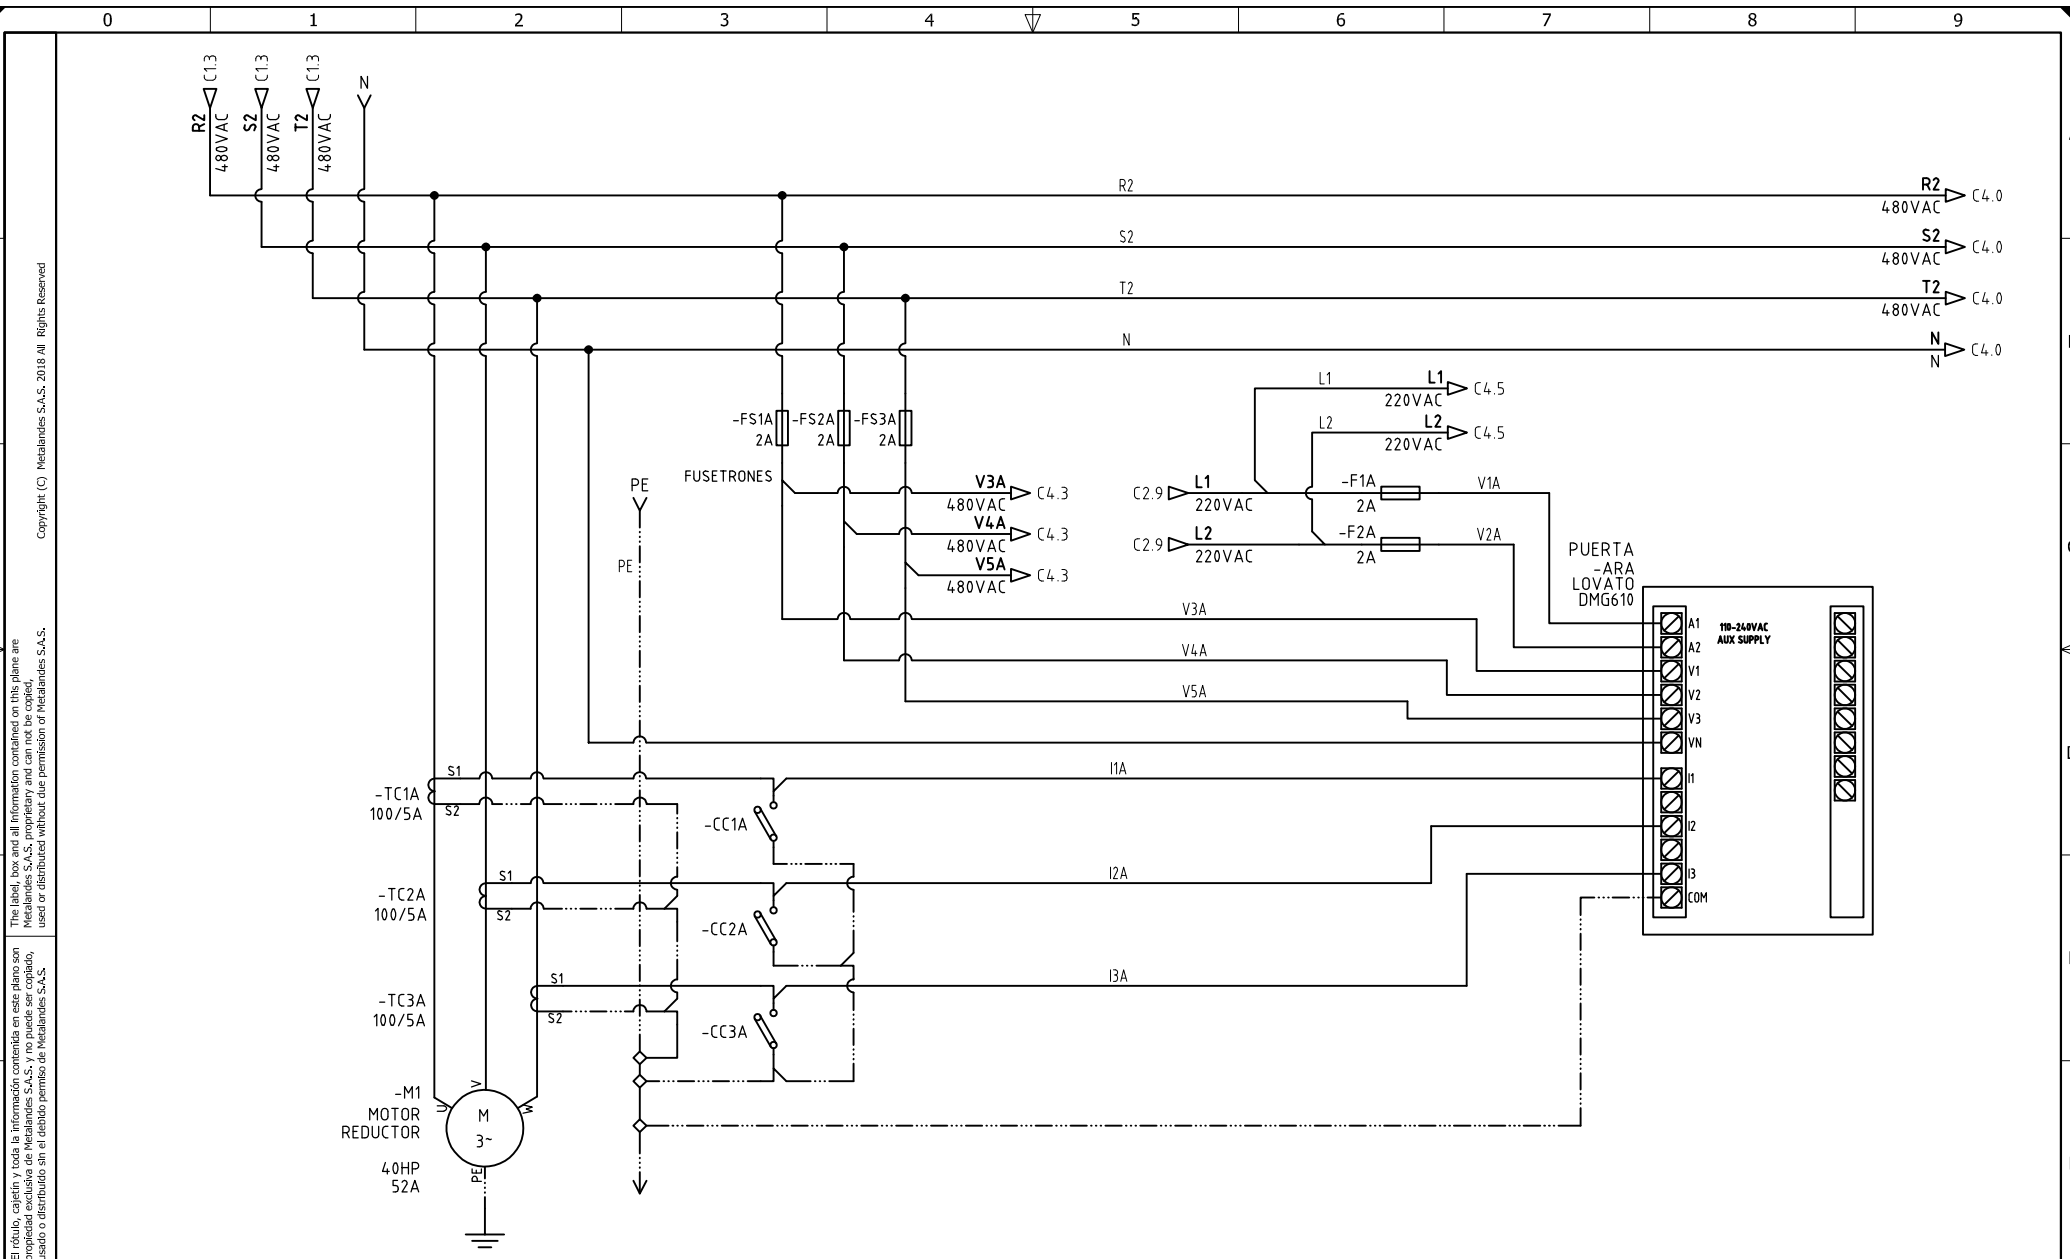 0 1 2 3 4 5 6 7 8 9
C1.3 C1.3 C1.3 N
R2 480VAC S2 480VAC T2 480VAC
R2 R2 C4.0
480VAC
S2 S2 C4.0
480VAC
T2 T2 C4.0
480VAC
N N C4.0
N
L1 L1 C4.5
220VAC
L2 L2 C4.5
220VAC
-FS1A -FS2A -FS3A
2A 2A 2A
FUSETRONES
V3A C4.3
480VAC
V4A C4.3
480VAC
V5A C4.3
480VAC
C2.9 L1 -F1A V1A
220VAC 2A
C2.9 L2 -F2A V2A
220VAC 2A
PE
PE
PUERTA
-ARA
LOVATO
DMG610
V3A
V4A
V5A
A1
A2
V1
V2
V3
VN
I1
I2
I3
COM
110-240VAC
AUX SUPPLY
S1 I1A
-TC1A
100/5A
S2
-CC1A
S1 I2A
-TC2A
100/5A
S2
-CC2A
S1 I3A
-TC3A
100/5A
S2
-CC3A
-M1
MOTOR
REDUCTOR
40HP
52A
U V W
M
3~
PE
Copyright (C) Metalandes S.A.S. 2018 All Rights Reserved
The label, box and all information contained on this plane are
Metalandes S.A.S. proprietary and can not be copied,
used or distributed without due permission of Metalandes S.A.S.
El rótulo, cajetín y toda la información contenida en este plano son
propiedad exclusiva de Metalandes S.A.S. y no puede ser copiado,
usado o distribuido sin el debido permiso de Metalandes S.A.S.